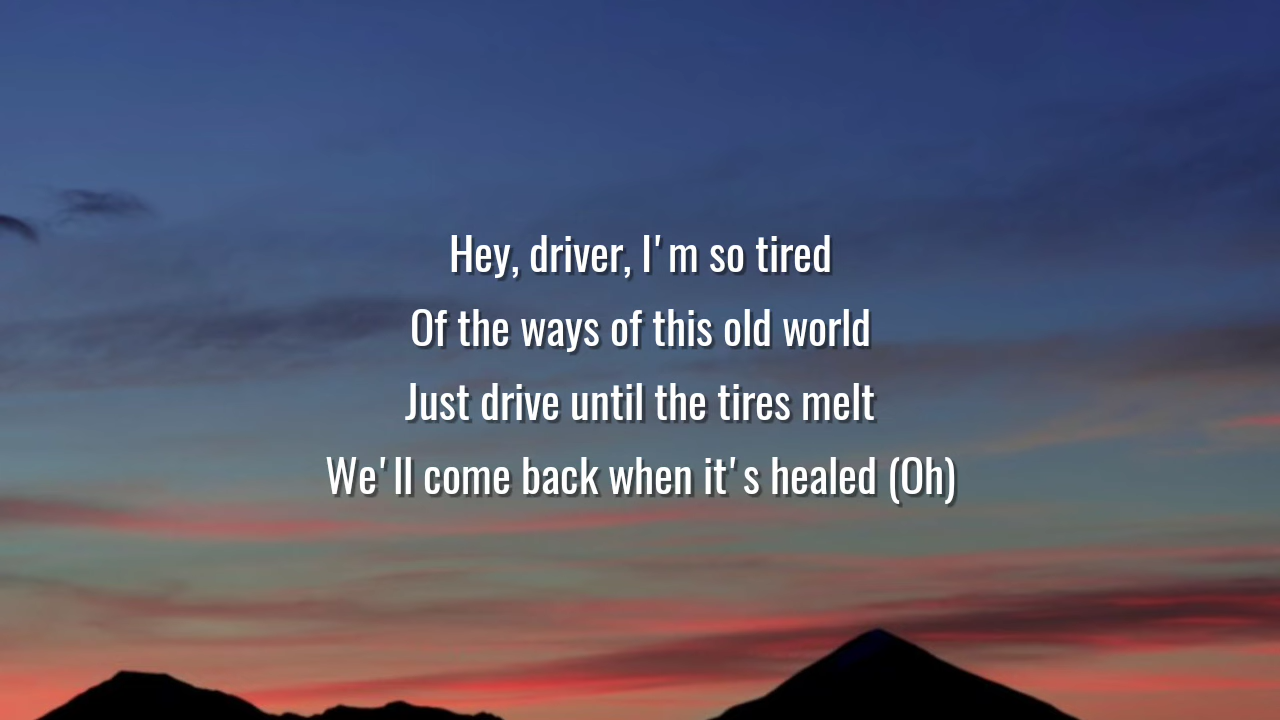 Hey, driver, I'm so tired
Of the ways of this old world
Just drive until the tires melt
We'll come back when it's healed (Oh)